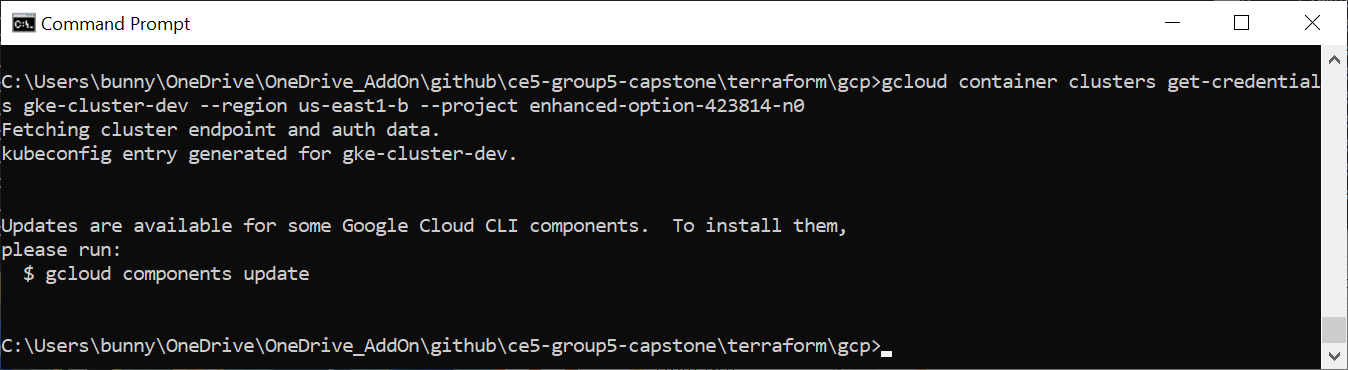 Command Prompt
C:\Users\bunny\OneDrive\OneDrive_AddOn\github\ce5-group5-capstone\terraform\gcp>gcloud container clusters get-credential
s gke-cluster-dev --region us-east1-b --project enhanced-option-423814-n0
Fetching cluster endpoint and auth data.
kubeconfig entry generated for gke-cluster-dev.
Updates are available for some Google Cloud CLI components.  To install them,
please run:
  $ gcloud components update
C:\Users\bunny\OneDrive\OneDrive_AddOn\github\ce5-group5-capstone\terraform\gcp>